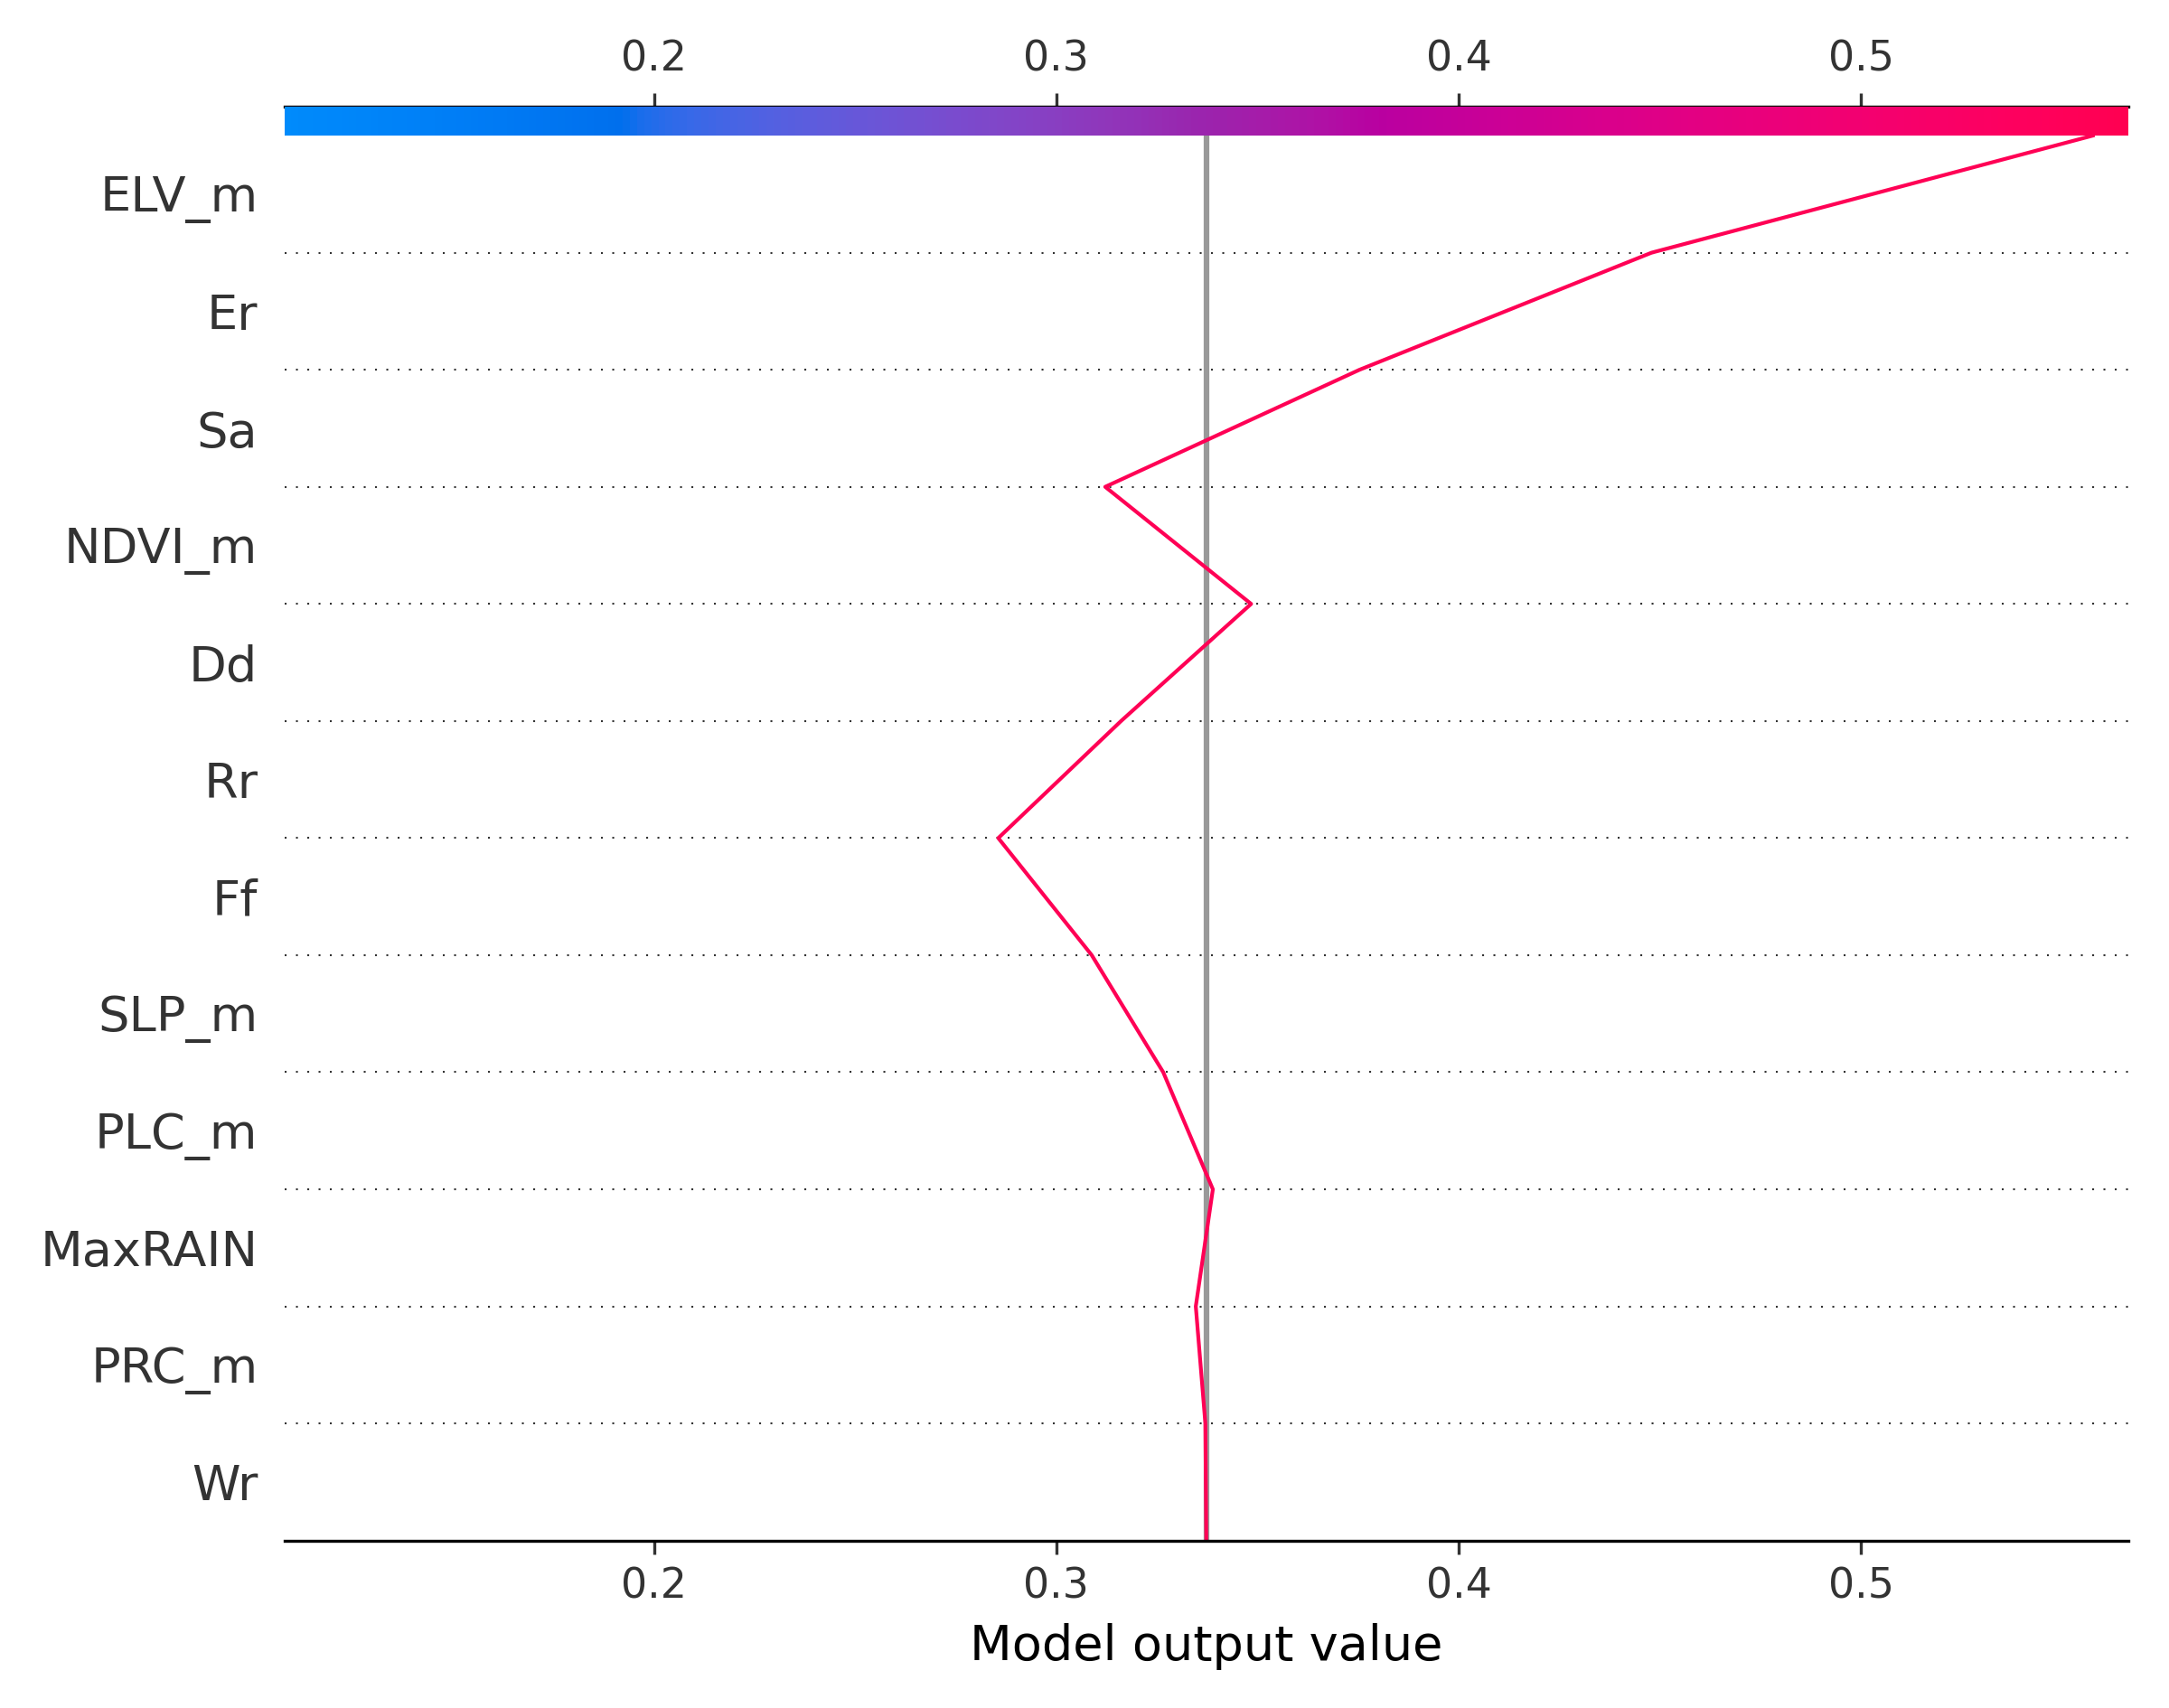 0.2 0.3 0.4 0.5
ELV_m
Er
Sa
NDVI_m
Dd
Rr
Ff
SLP_m
PLC_m
MaxRAIN
PRC_m
Wr
0.2 0.3 0.4 0.5
Model output value